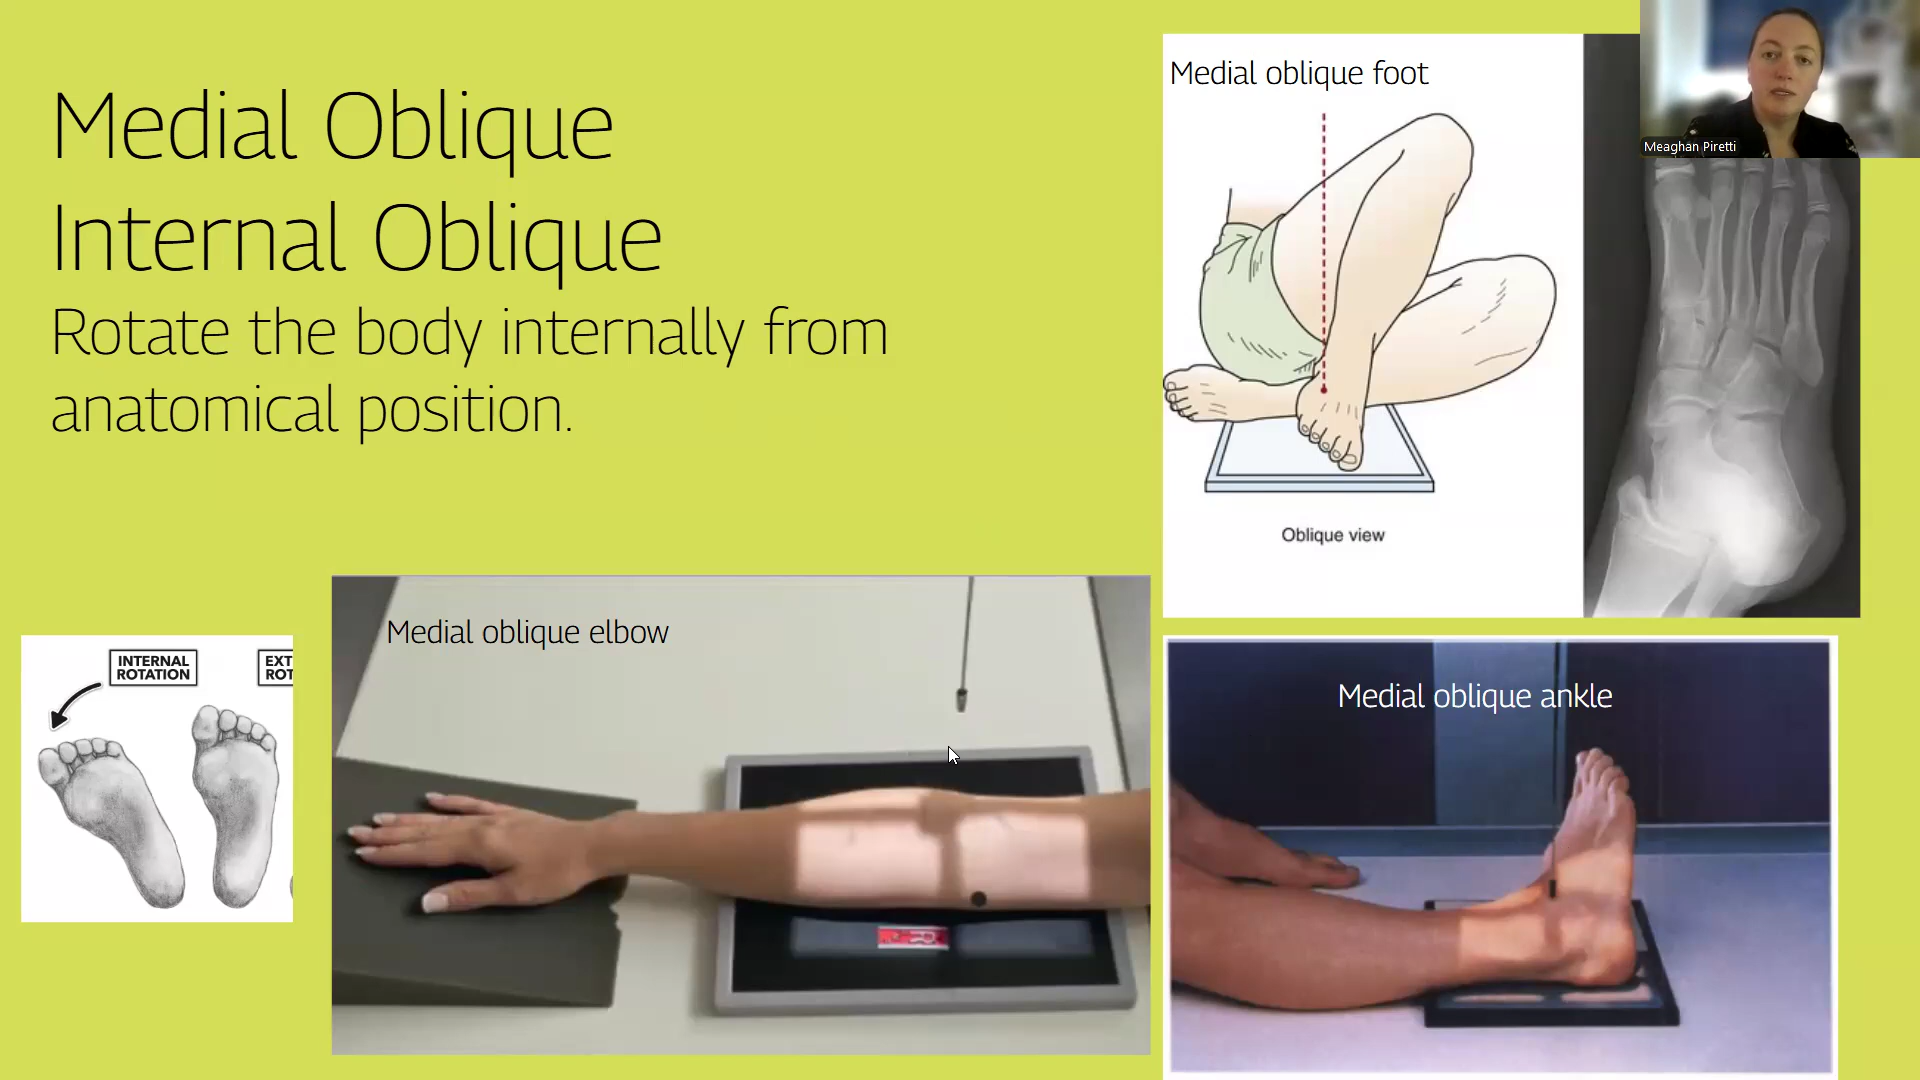 Medial Oblique
Internal Oblique
Rotate the body internally from
anatomical position.
Medial oblique foot
Oblique view
Meaghan Piretti
INTERNAL
ROTATION
EXT
ROT
Medial oblique elbow
R
Medial oblique ankle